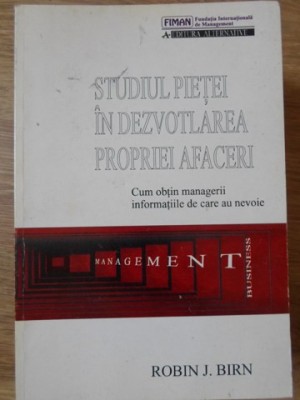 FIMAN Fundația Internațională de Management
EDITURA ALTERNATIVE
STUDIUL PIEȚEI
ÎN DEZVOTLAREA
PROPRIEI AFACERI
Cum obțin managerii
informațiile de care au nevoie
MANAGEMENT
BUSINESS
ROBIN J. BIRN